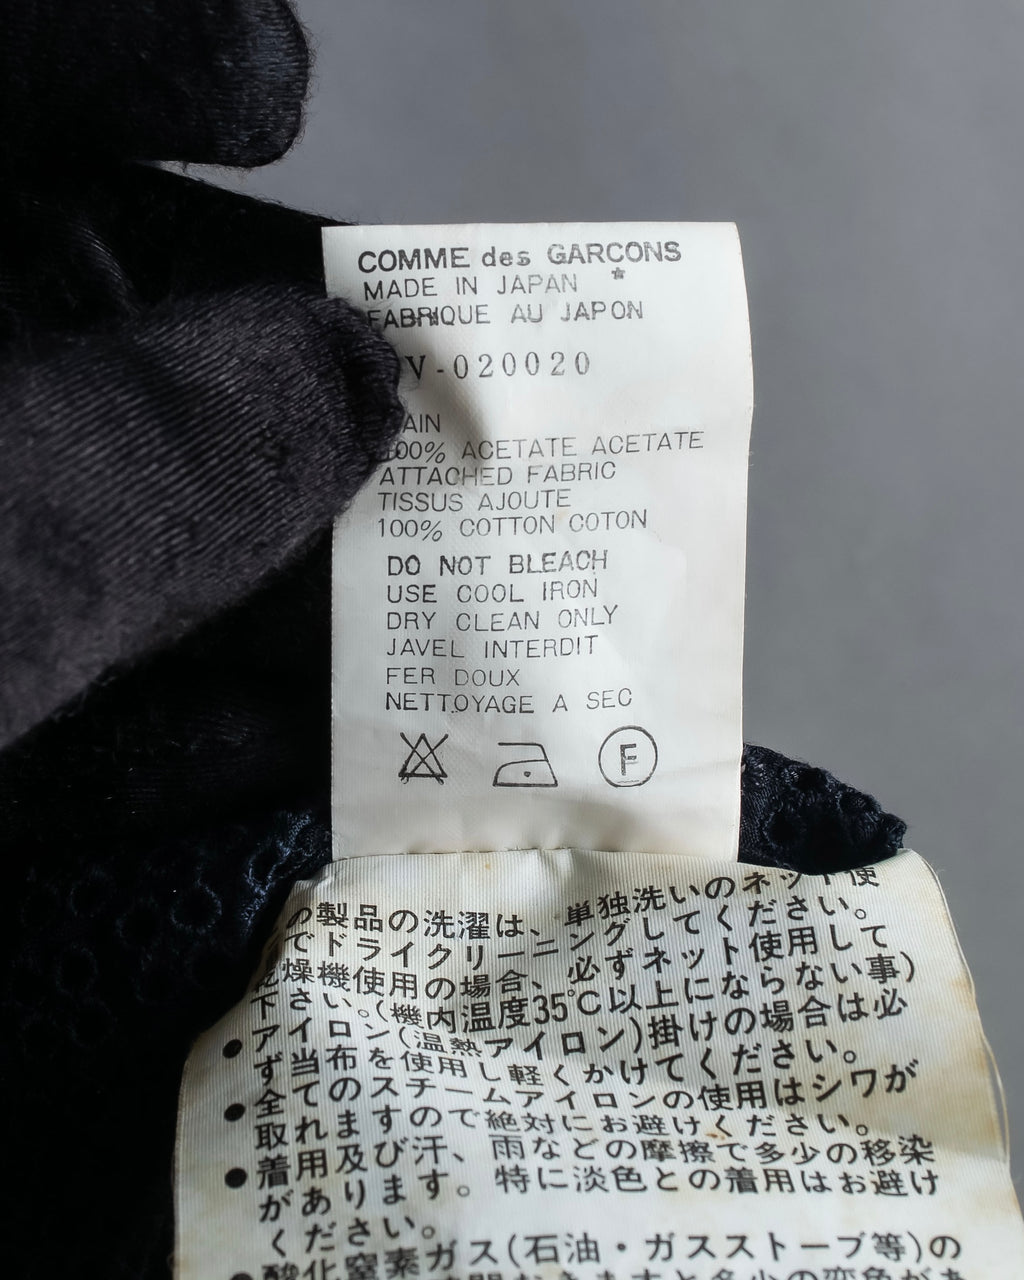 COMME des GARCONS
MADE IN JAPAN
FABRIQUE AU JAPON
V-020020
AIN
00% ACETATE ACETATE
ATTACHED FABRIC
TISSUS AJOUTE
100% COTTON COTON
DO NOT BLEACH
USE COOL IRON
DRY CLEAN ONLY
JAVEL INTERDIT
FER DOUX
NETTOYAGE A SEC
F
の製品の洗濯は、単独洗いのネット使
でドライクリーニングしてください。
燥機使用の場合、必ずネット使用して
下さい。(機内温度35℃以上にならない事)
●アイロン(温熱アイロン)掛けの場合は必
ず当布を使用し軽くかけてください。
●全てのスチームアイロンの使用はシワが
取れますので絶対にお避けください。
●着用及び汗、雨などの摩擦で多少の移染
があります。特に淡色との着用はお避け
ください。
●酸化窒素ガス(石油・ガスストーブ等)の